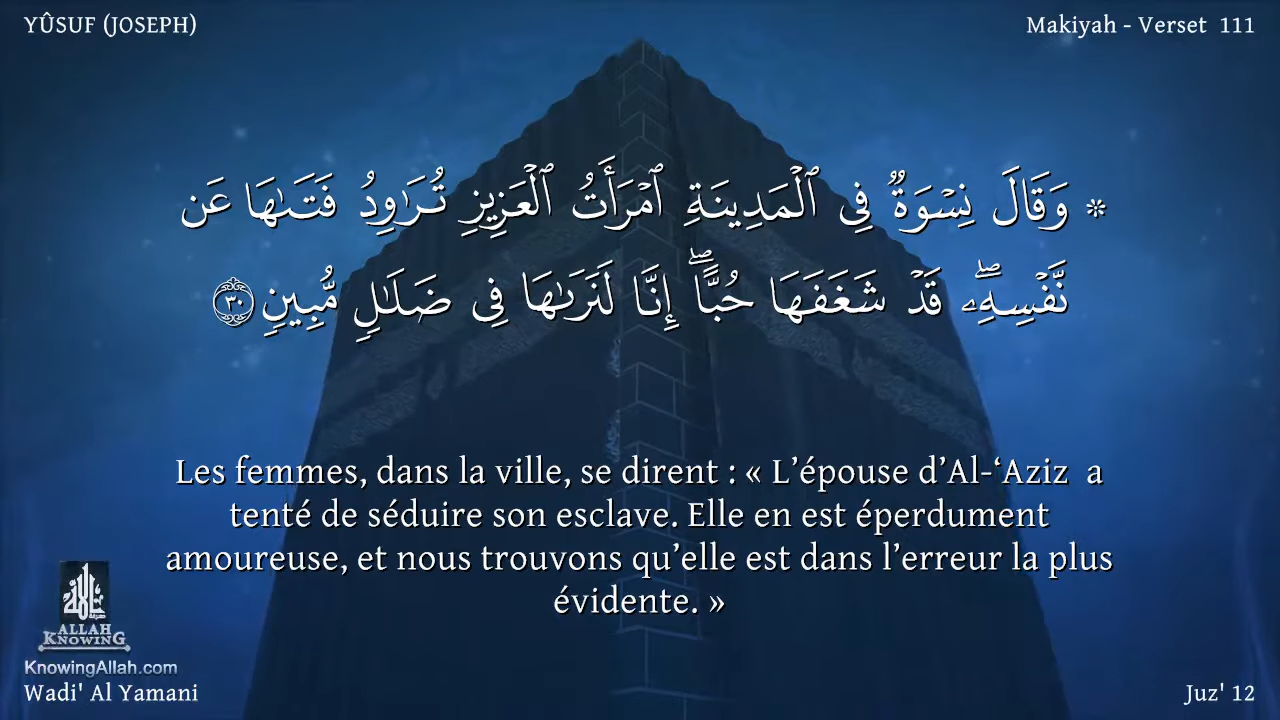 YÛSUF (JOSEPH)
Makiyah - Verset 111
* وَقَالَ نِسْوَةٌ فِى ٱلْمَدِينَةِ ٱمْرَأَتُ ٱلْعَزِيزِ تُرَٰوِدُ فَتَىٰهَا عَن
نَّفْسِهِۦ ۖ قَدْ شَغَفَهَا حُبًّا ۖ إِنَّا لَنَرَىٰهَا فِى ضَلَٰلٍ مُّبِينٍ ٣٠
Les femmes, dans la ville, se dirent : « L’épouse d’Al-‘Aziz a
tenté de séduire son esclave. Elle en est éperdument
amoureuse, et nous trouvons qu’elle est dans l’erreur la plus
évidente. »
ALLAH
KNOWING
KnowingAllah.com
Wadi' Al Yamani
Juz' 12